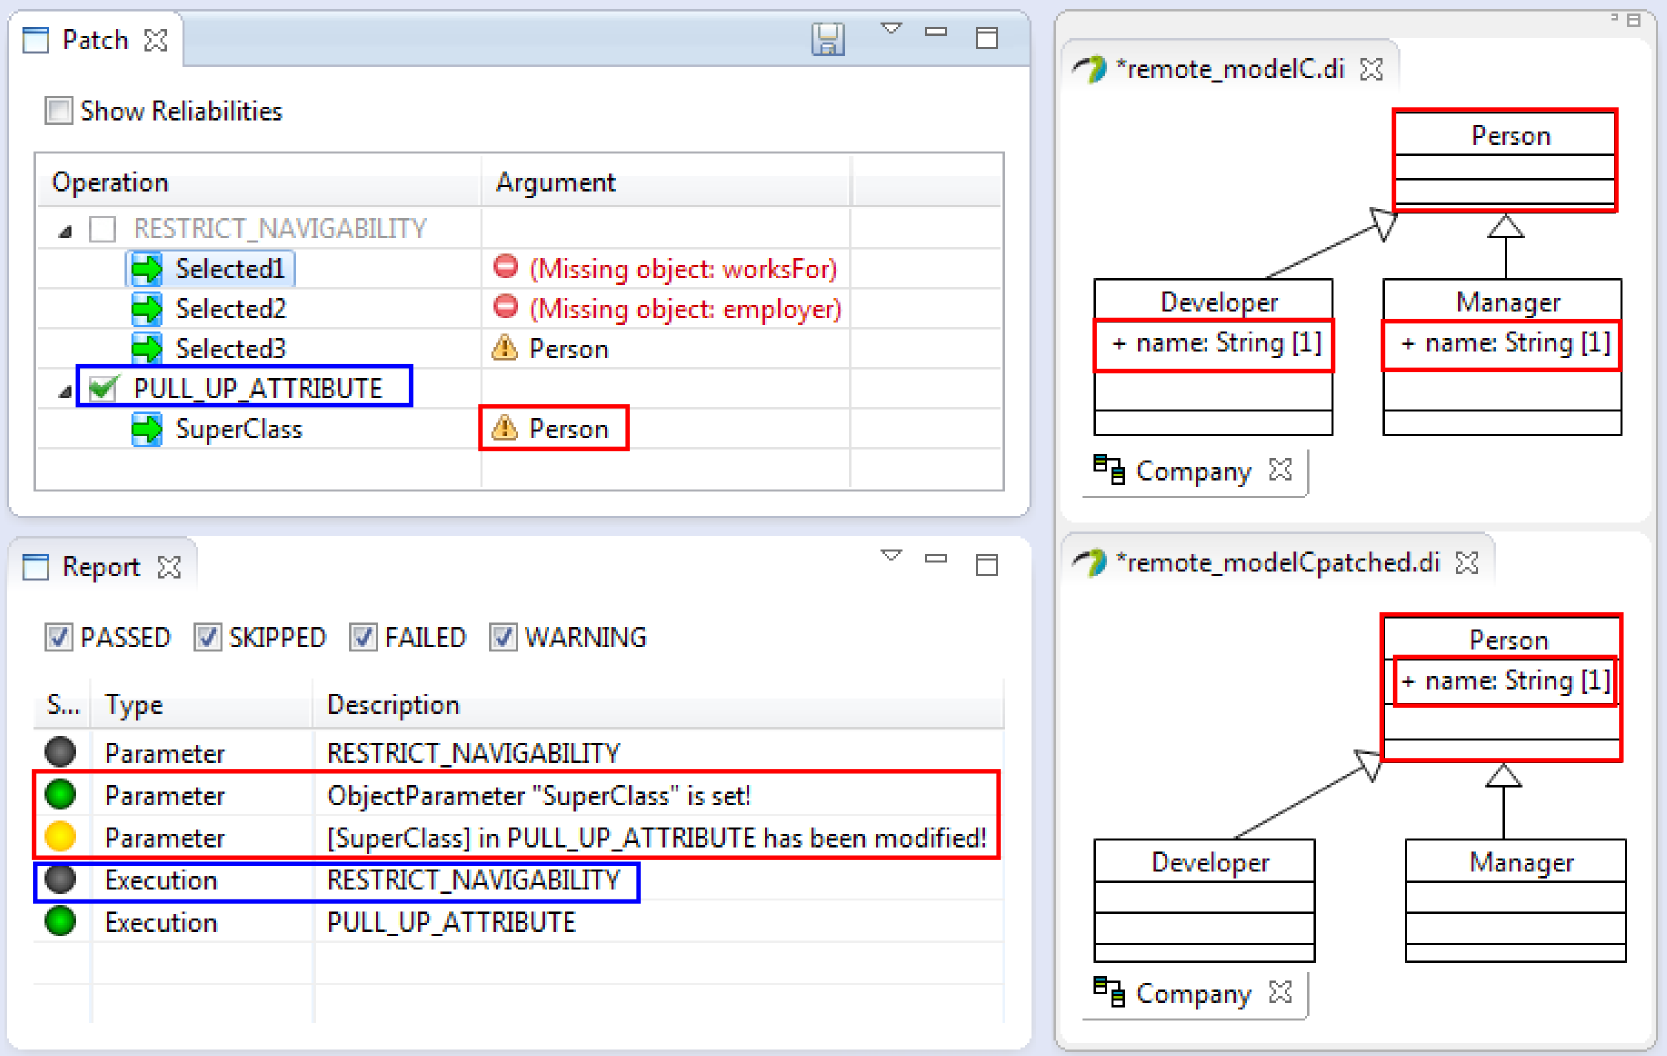 Patch
Show Reliabilities
Operation Argument
RESTRICT_NAVIGABILITY
Selected1 (Missing object: worksFor)
Selected2 (Missing object: employer)
Selected3 Person
PULL_UP_ATTRIBUTE
SuperClass Person
Report
PASSED SKIPPED FAILED WARNING
S... Type Description
Parameter RESTRICT_NAVIGABILITY
Parameter ObjectParameter "SuperClass" is set!
Parameter [SuperClass] in PULL_UP_ATTRIBUTE has been modified!
Execution RESTRICT_NAVIGABILITY
Execution PULL_UP_ATTRIBUTE
*remote_modelC.di
Person
Developer
+ name: String [1]
Manager
+ name: String [1]
Company
*remote_modelCpatched.di
Person
+ name: String [1]
Developer
Manager
Company